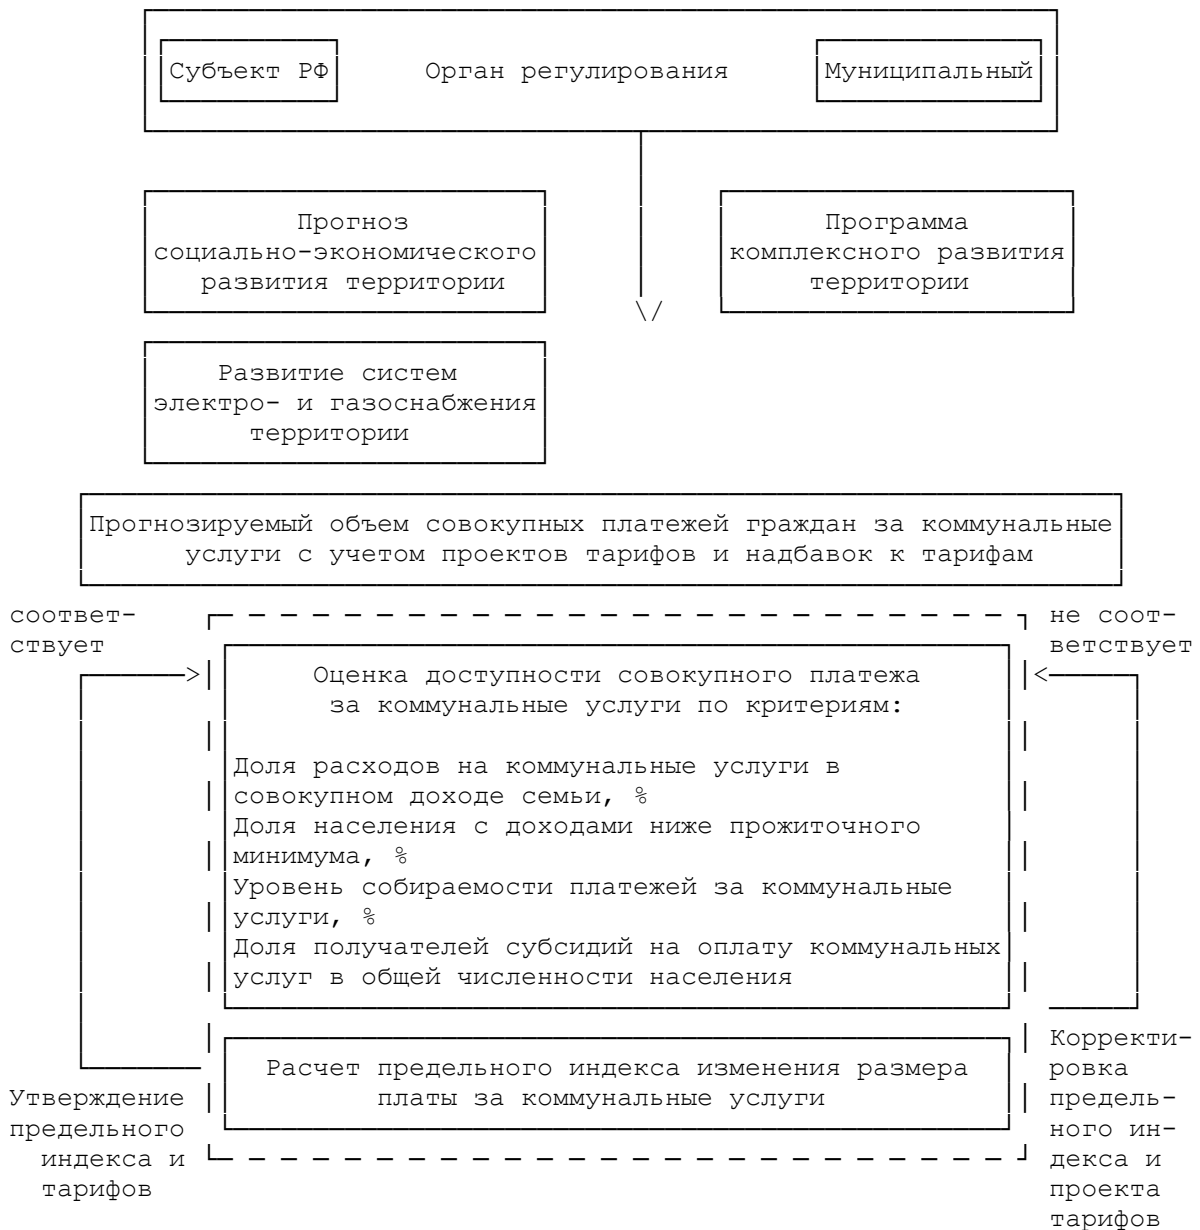 Субъект РФ Орган регулирования Муниципальный
Прогноз
социально-экономического
развития территории
Программа
комплексного развития
территории
\/
Развитие систем
электро- и газоснабжения
территории
Прогнозируемый объем совокупных платежей граждан за коммунальные
услуги с учетом проектов тарифов и надбавок к тарифам
соответ-
ствует
не соот-
ветствует
Оценка доступности совокупного платежа
за коммунальные услуги по критериям:
Доля расходов на коммунальные услуги в
совокупном доходе семьи, %
Доля населения с доходами ниже прожиточного
минимума, %
Уровень собираемости платежей за коммунальные
услуги, %
Доля получателей субсидий на оплату коммунальных
услуг в общей численности населения
Расчет предельного индекса изменения размера
платы за коммунальные услуги
Утверждение
предельного
индекса и
тарифов
Корректи-
ровка
предель-
ного ин-
декса и
проекта
тарифов